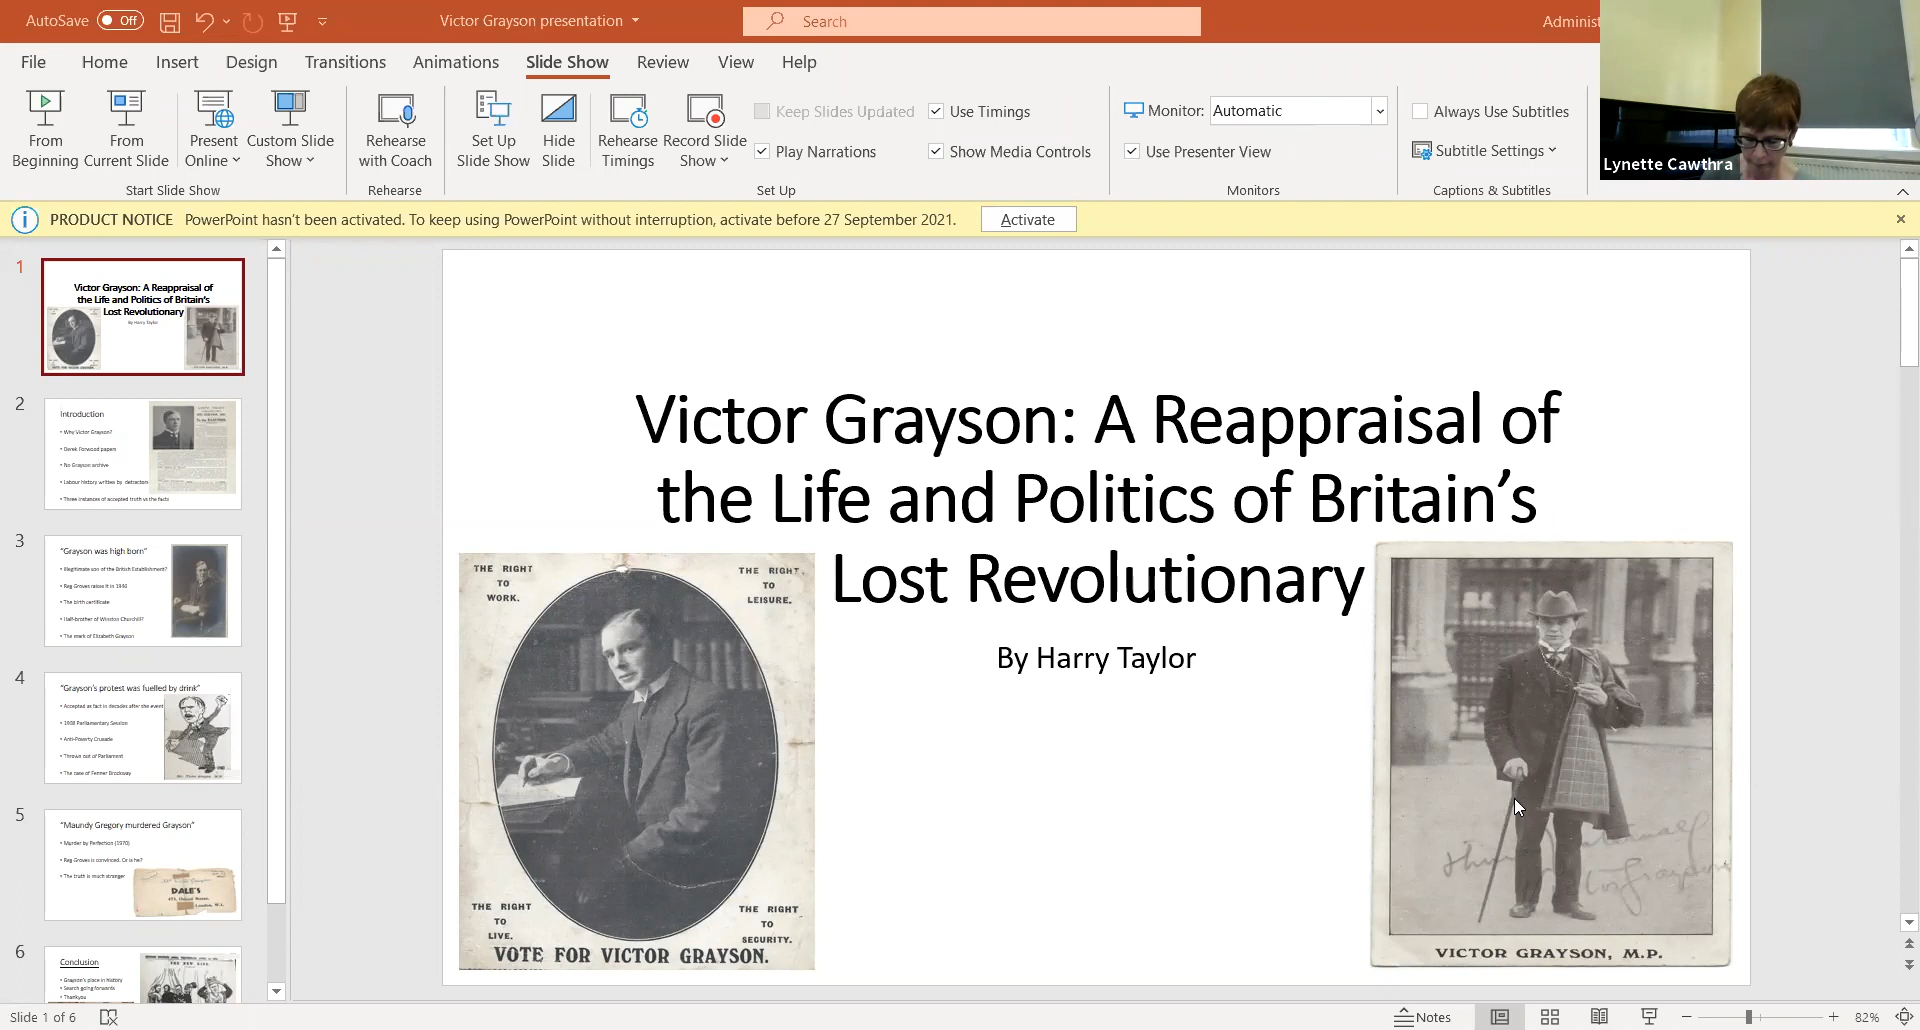 AutoSave Off
Victor Grayson presentation
Search
Administ
File Home Insert Design Transitions Animations Slide Show Review View Help
From Beginning
From Current Slide
Present Online
Custom Slide Show
Start Slide Show
Rehearse with Coach
Rehearse
Set Up Slide Show
Hide Slide
Rehearse Timings
Record Slide Show
Keep Slides Updated
Use Timings
Play Narrations
Show Media Controls
Set Up
Monitor: Automatic
Use Presenter View
Monitors
Always Use Subtitles
Subtitle Settings
Captions & Subtitles
Lynette Cawthra
PRODUCT NOTICE PowerPoint hasn't been activated. To keep using PowerPoint without interruption, activate before 27 September 2021.
Activate
1
Victor Grayson: A Reappraisal of
the Life and Politics of Britain's
Lost Revolutionary
By Harry Taylor
2
Introduction
• Why Victor Grayson?
• Derek Forwood papers
• No Grayson archive
• Labour history written by detractors
• Three instances of accepted truth vs the facts
3
"Grayson was high born"
• Illegitimate son of the British Establishment?
• Reg Groves raises it in 1946
• The birth certificate
• Half-brother of Winston Churchill?
• The mark of Elizabeth Grayson
4
"Grayson's protest was fuelled by drink"
• Accepted as fact in decades after the event
• 1908 Parliamentary Session
• Anti-Poverty Crusade
• Thrown out of Parliament
• The case of Fenner Brockway
5
"Maundy Gregory murdered Grayson"
• Murder by Perfection (1970)
• Reg Groves is convinced. Or is he?
• The truth is much stranger
DALE'S
6
Conclusion
• Grayson's place in history
• Search going forwards
• Thankyou
Victor Grayson: A Reappraisal of
the Life and Politics of Britain's
Lost Revolutionary
By Harry Taylor
THE RIGHT
TO
WORK.
THE RIGHT
TO
LEISURE.
THE RIGHT
TO
LIVE.
THE RIGHT
TO
SECURITY.
VOTE FOR VICTOR GRAYSON.
VICTOR GRAYSON, M.P.
Slide 1 of 6
Notes
82%